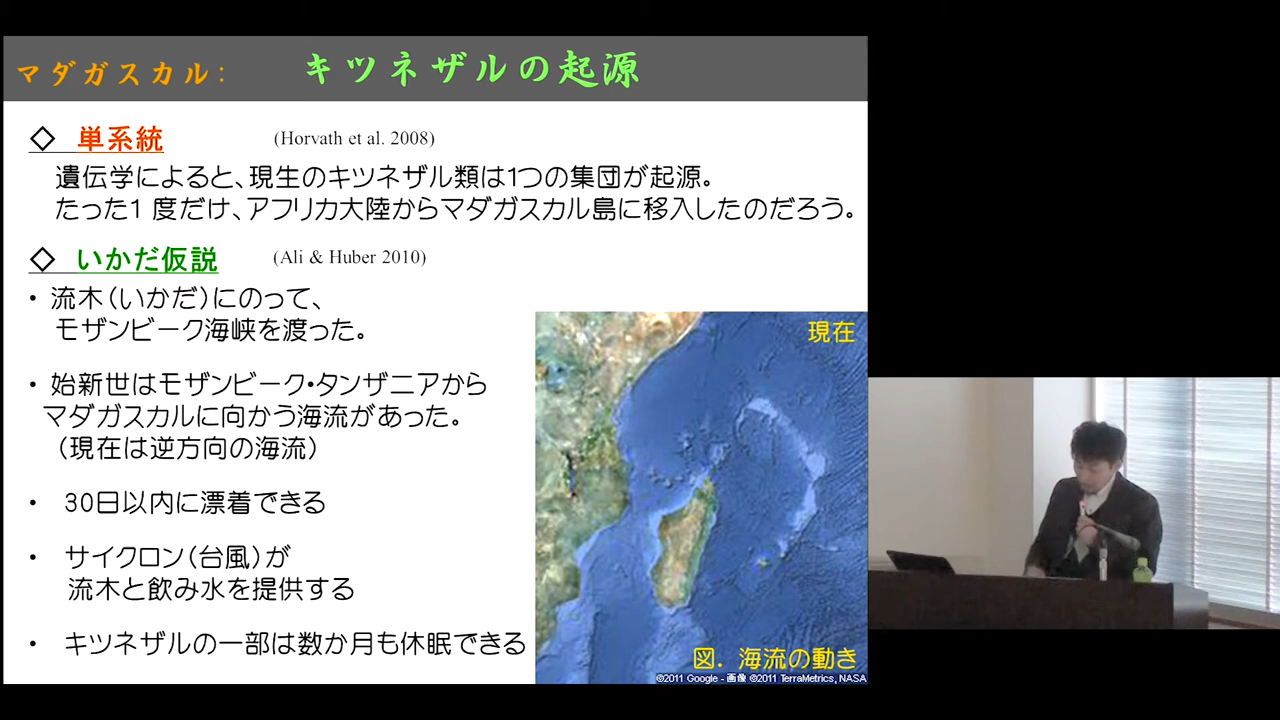 マダガスカル: キツネザルの起源
◇ 単系統 (Horvath et al. 2008)
遺伝学によると、現生のキツネザル類は1つの集団が起源。
たった1 度だけ、アフリカ大陸からマダガスカル島に移入したのだろう。
◇ いかだ仮説 (Ali & Huber 2010)
・ 流木(いかだ)にのって、
モザンビーク海峡を渡った。
・ 始新世はモザンビーク・タンザニアから
マダガスカルに向かう海流があった。
(現在は逆方向の海流)
・ 30日以内に漂着できる
・ サイクロン(台風)が
流木と飲み水を提供する
・ キツネザルの一部は数か月も休眠できる
現在
図. 海流の動き
©2011 Google - 画像 ©2011 TerraMetrics, NASA